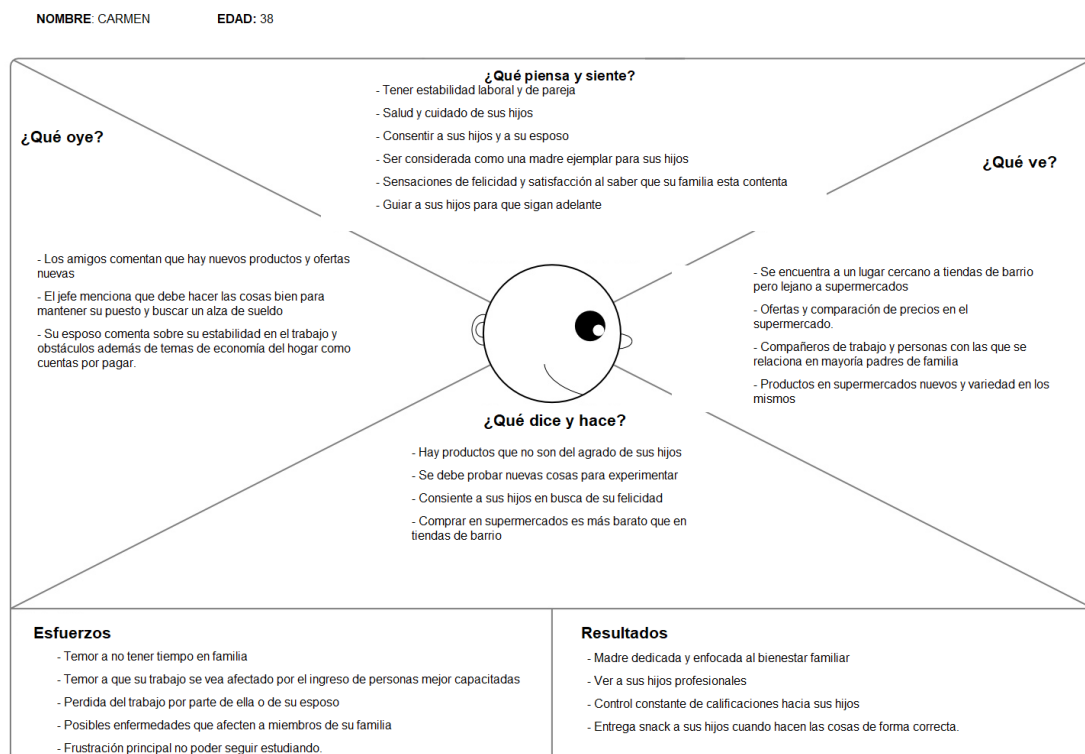 NOMBRE: CARMEN EDAD: 38
¿Qué piensa y siente?
- Tener estabilidad laboral y de pareja
- Salud y cuidado de sus hijos
- Consentir a sus hijos y a su esposo
- Ser considerada como una madre ejemplar para sus hijos
- Sensaciones de felicidad y satisfacción al saber que su familia esta contenta
- Guiar a sus hijos para que sigan adelante
¿Qué oye?
- Los amigos comentan que hay nuevos productos y ofertas
nuevas
- El jefe menciona que debe hacer las cosas bien para
mantener su puesto y buscar un alza de sueldo
- Su esposo comenta sobre su estabilidad en el trabajo y
obstáculos además de temas de economía del hogar como
cuentas por pagar.
¿Qué ve?
- Se encuentra a un lugar cercano a tiendas de barrio
pero lejano a supermercados
- Ofertas y comparación de precios en el
supermercado.
- Compañeros de trabajo y personas con las que se
relaciona en mayoría padres de familia
- Productos en supermercados nuevos y variedad en los
mismos
¿Qué dice y hace?
- Hay productos que no son del agrado de sus hijos
- Se debe probar nuevas cosas para experimentar
- Consiente a sus hijos en busca de su felicidad
- Comprar en supermercados es más barato que en
tiendas de barrio
Esfuerzos
- Temor a no tener tiempo en familia
- Temor a que su trabajo se vea afectado por el ingreso de personas mejor capacitadas
- Perdida del trabajo por parte de ella o de su esposo
- Posibles enfermedades que afecten a miembros de su familia
- Frustración principal no poder seguir estudiando.
Resultados
- Madre dedicada y enfocada al bienestar familiar
- Ver a sus hijos profesionales
- Control constante de calificaciones hacia sus hijos
- Entrega snack a sus hijos cuando hacen las cosas de forma correcta.